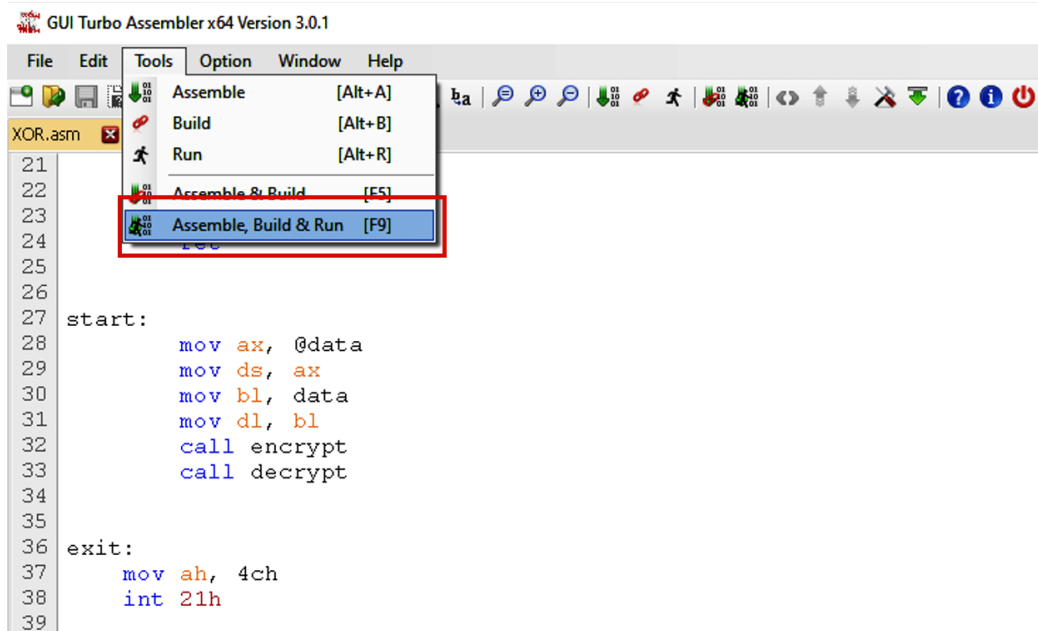 GUI Turbo Assembler x64 Version 3.0.1
File Edit Tools Option Window Help
Assemble [Alt+A]
Build [Alt+B]
Run [Alt+R]
Assemble & Build [F5]
Assemble, Build & Run [F9]
XOR.asm
21
22
23
24 ret
25
26
27 start:
28 mov ax, @data
29 mov ds, ax
30 mov bl, data
31 mov dl, bl
32 call encrypt
33 call decrypt
34
35
36 exit:
37 mov ah, 4ch
38 int 21h
39